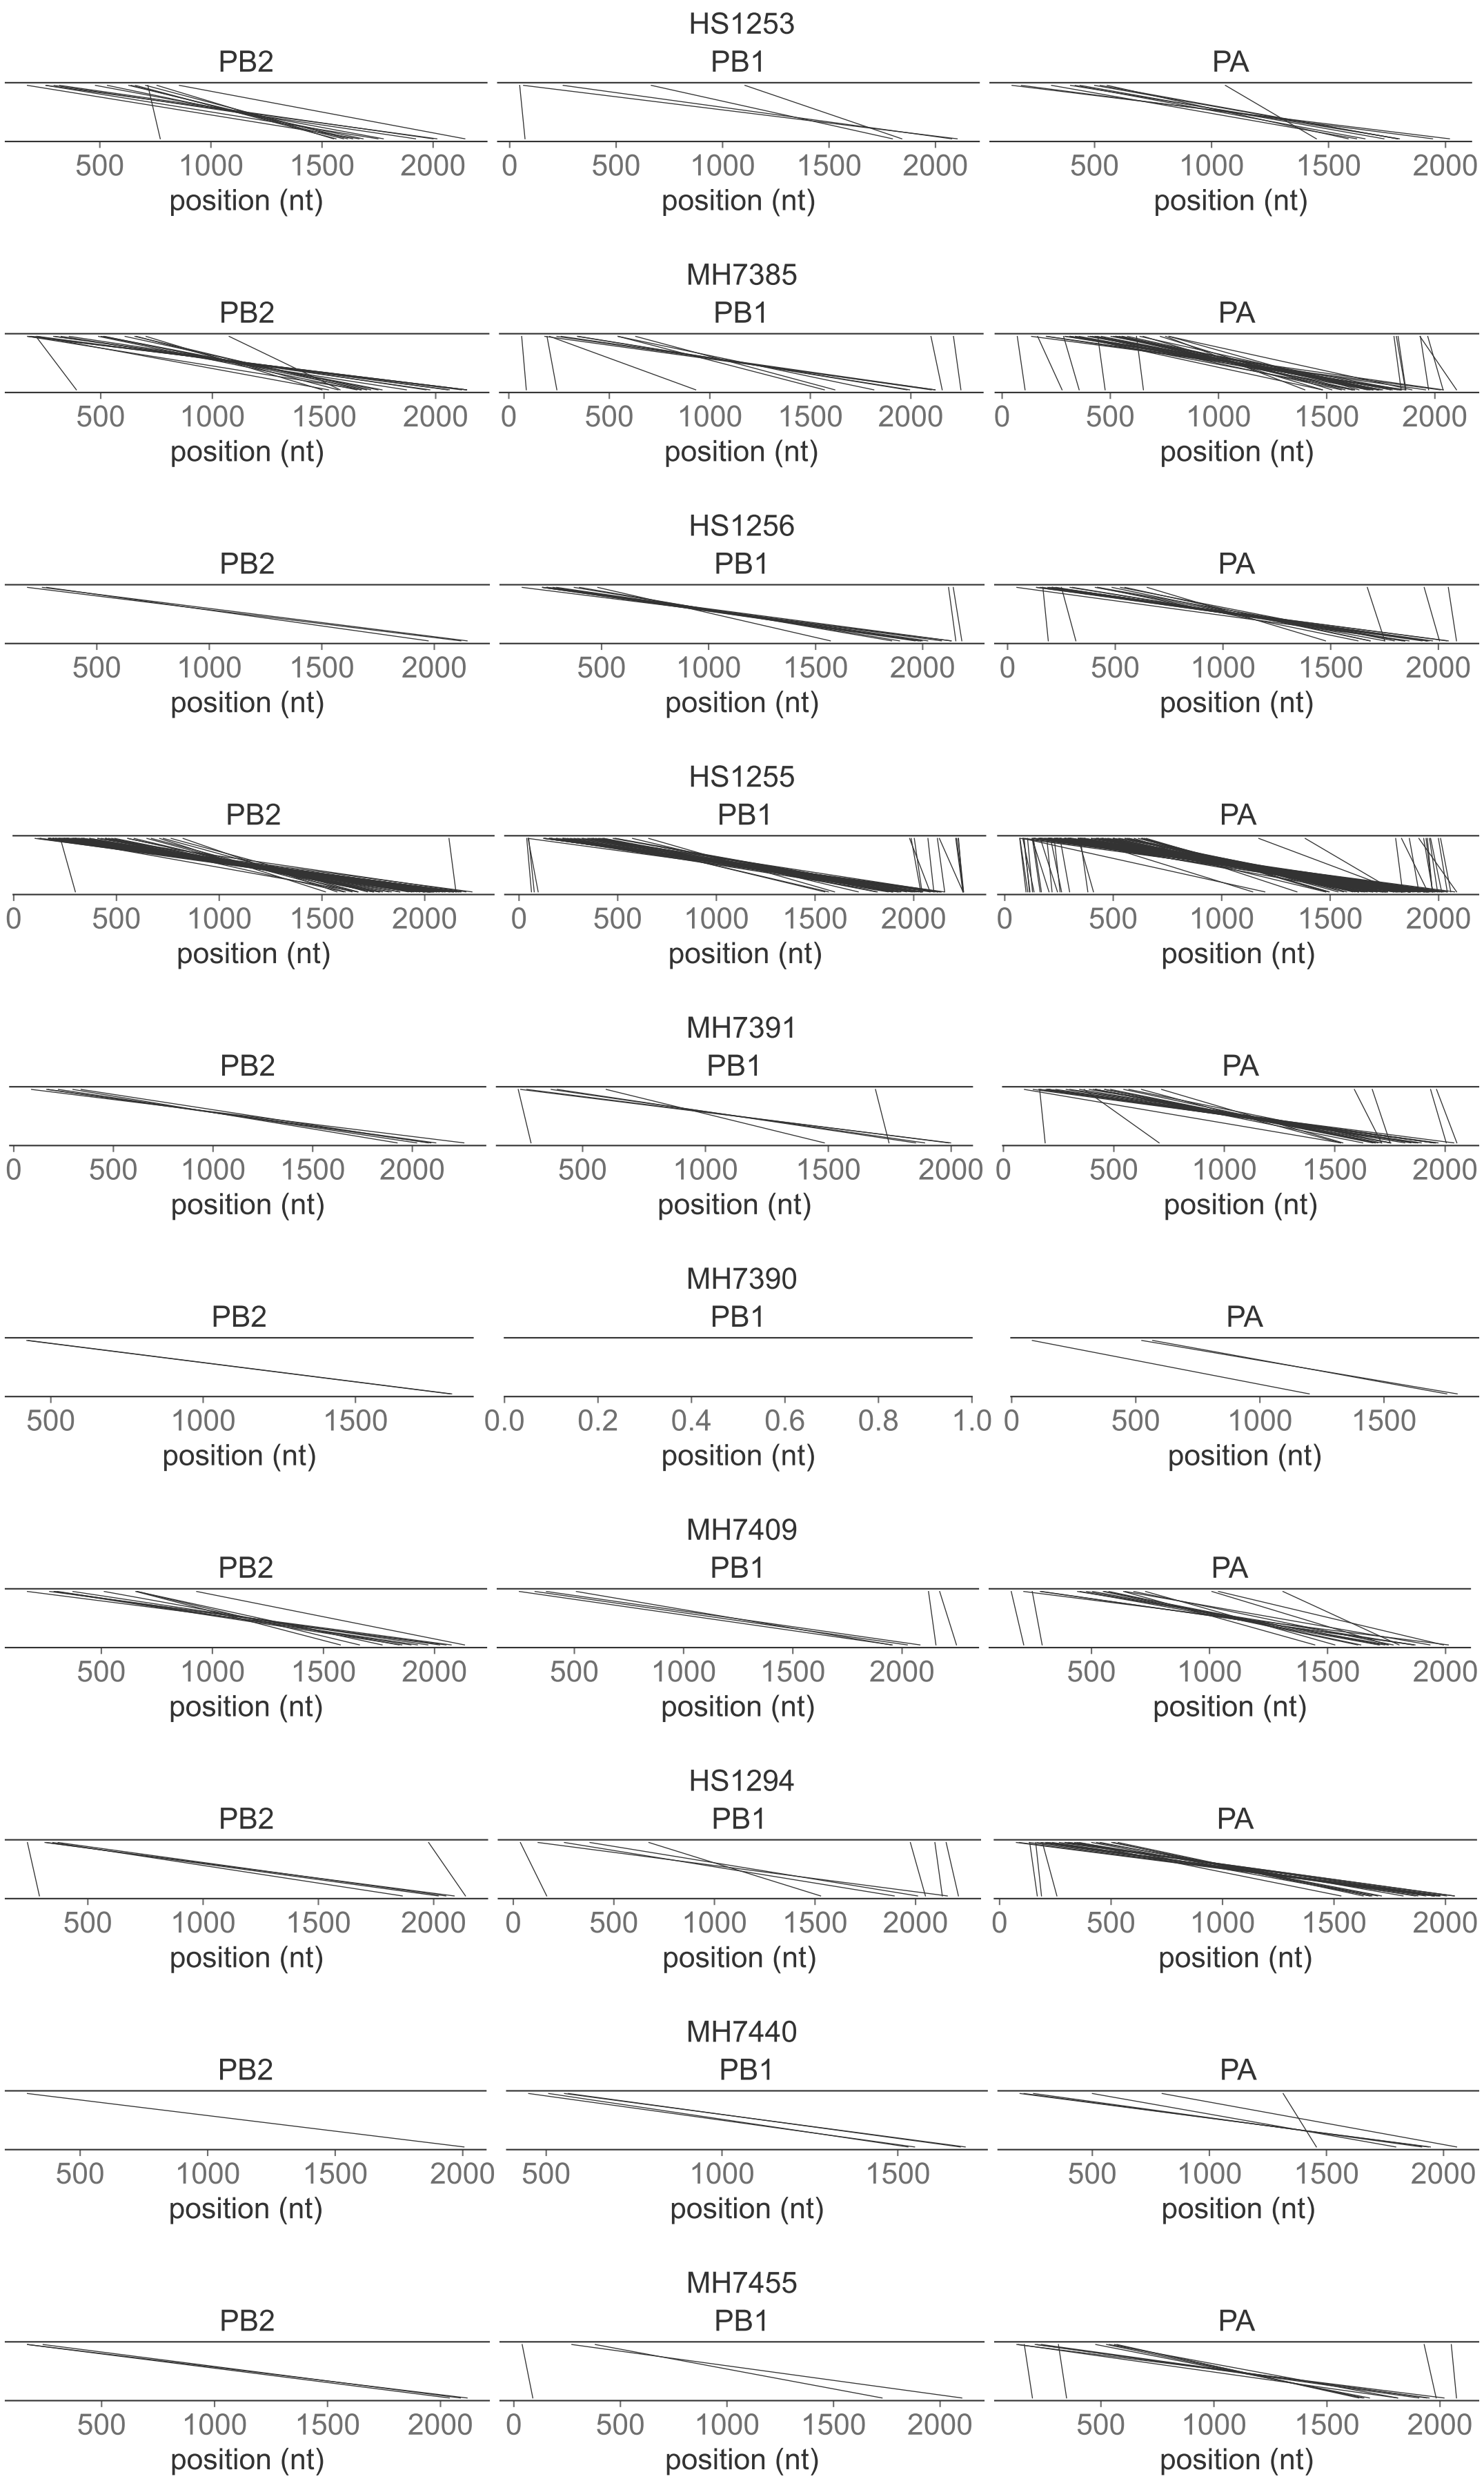 HS1253
PB2 PB1 PA
500 1000 1500 2000 0 500 1000 1500 2000 500 1000 1500 2000
position (nt) position (nt) position (nt)
MH7385
PB2 PB1 PA
500 1000 1500 2000 0 500 1000 1500 2000 0 500 1000 1500 2000
position (nt) position (nt) position (nt)
HS1256
PB2 PB1 PA
500 1000 1500 2000 500 1000 1500 2000 0 500 1000 1500 2000
position (nt) position (nt) position (nt)
HS1255
PB2 PB1 PA
0 500 1000 1500 2000 0 500 1000 1500 2000 0 500 1000 1500 2000
position (nt) position (nt) position (nt)
MH7391
PB2 PB1 PA
0 500 1000 1500 2000 500 1000 1500 2000 0 500 1000 1500 2000
position (nt) position (nt) position (nt)
MH7390
PB2 PB1 PA
500 1000 1500 0.0 0.2 0.4 0.6 0.8 1.0 0 500 1000 1500
position (nt) position (nt) position (nt)
MH7409
PB2 PB1 PA
500 1000 1500 2000 500 1000 1500 2000 500 1000 1500 2000
position (nt) position (nt) position (nt)
HS1294
PB2 PB1 PA
500 1000 1500 2000 0 500 1000 1500 2000 0 500 1000 1500 2000
position (nt) position (nt) position (nt)
MH7440
PB2 PB1 PA
500 1000 1500 2000 500 1000 1500 500 1000 1500 2000
position (nt) position (nt) position (nt)
MH7455
PB2 PB1 PA
500 1000 1500 2000 0 500 1000 1500 2000 500 1000 1500 2000
position (nt) position (nt) position (nt)